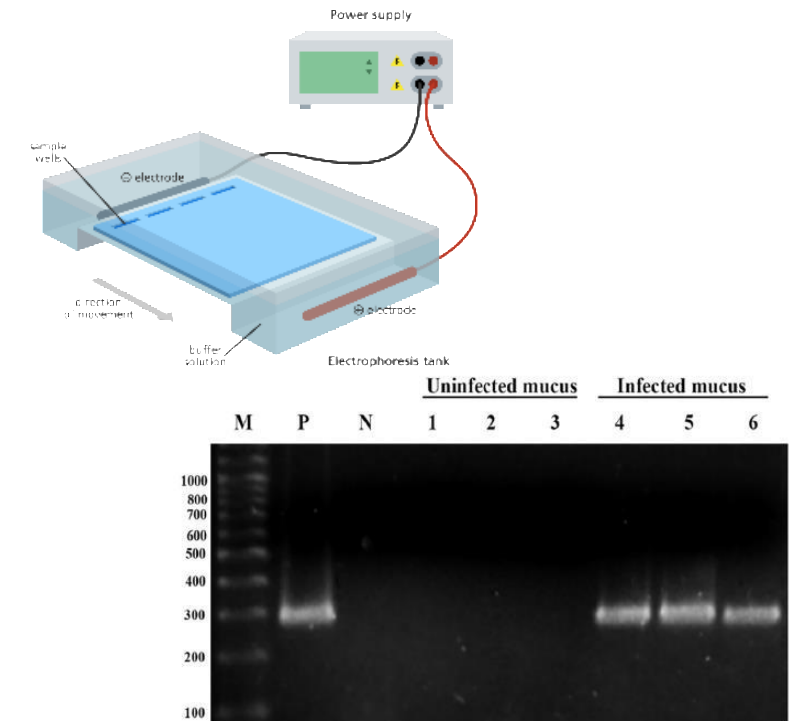 Power supply
sample
wells
⊖ electrode
direction
of movement
⊕ electrode
buffer
solution
Electrophoresis tank
Uninfected mucus Infected mucus
M P N 1 2 3 4 5 6
1000
800
700
600
500
400
300
200
100